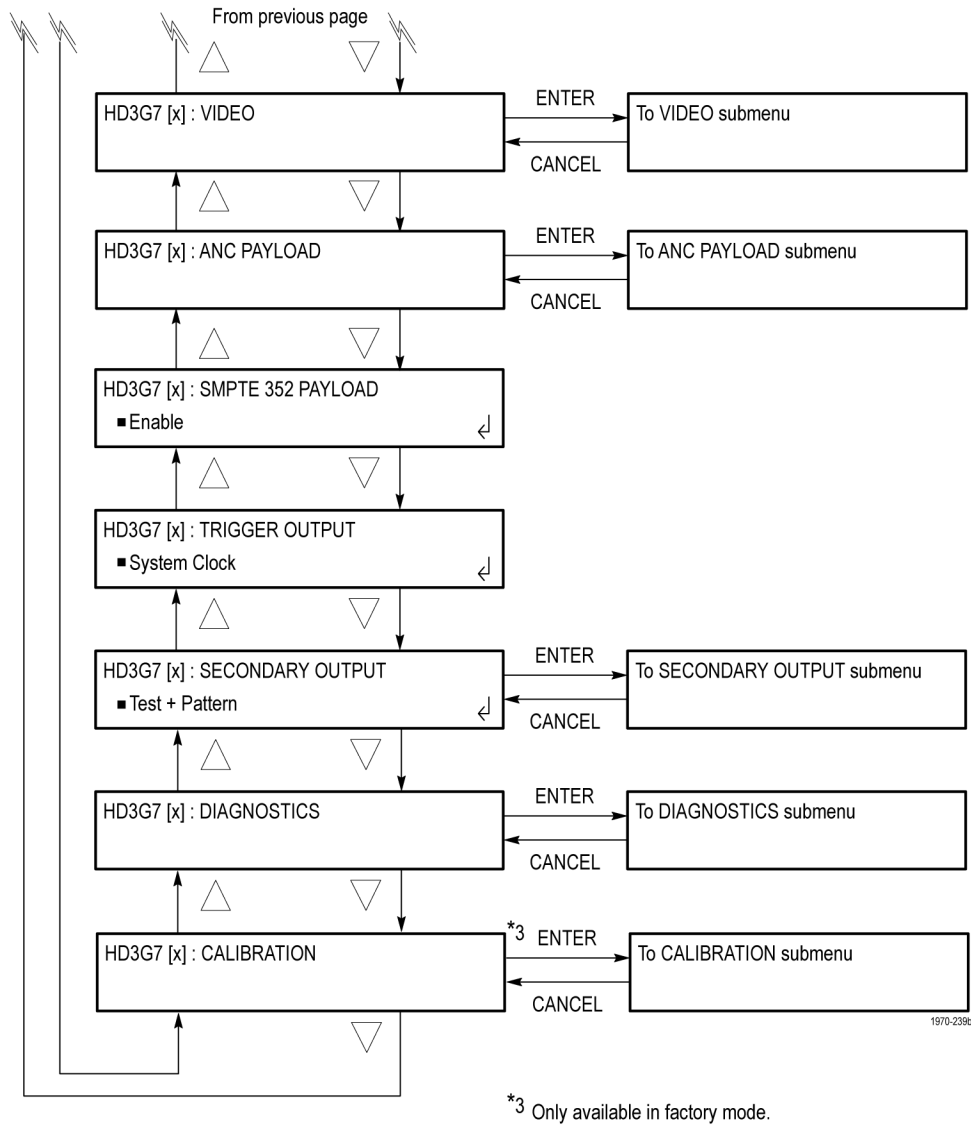 From previous page
HD3G7 [x] : VIDEO
ENTER
CANCEL
To VIDEO submenu
HD3G7 [x] : ANC PAYLOAD
ENTER
CANCEL
To ANC PAYLOAD submenu
HD3G7 [x] : SMPTE 352 PAYLOAD
■ Enable
HD3G7 [x] : TRIGGER OUTPUT
■ System Clock
HD3G7 [x] : SECONDARY OUTPUT
■ Test + Pattern
ENTER
CANCEL
To SECONDARY OUTPUT submenu
HD3G7 [x] : DIAGNOSTICS
ENTER
CANCEL
To DIAGNOSTICS submenu
HD3G7 [x] : CALIBRATION
*3 ENTER
CANCEL
To CALIBRATION submenu
1970-239b
*3 Only available in factory mode.